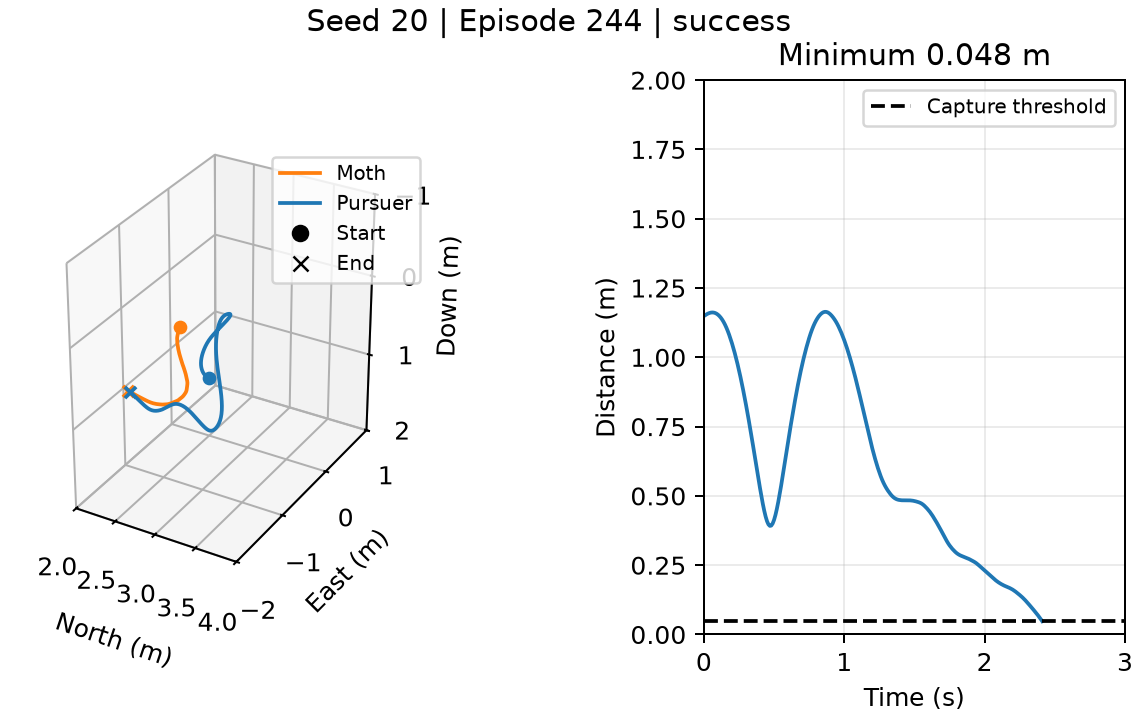 Seed 20 | Episode 244 | success
Moth
Pursuer
Start
End
−1
0
1
2
Down (m)
1
0
−1
−2
East (m)
2.0
2.5
3.0
3.5
4.0
North (m)
Minimum 0.048 m
Capture threshold
2.00
1.75
1.50
1.25
1.00
0.75
0.50
0.25
0.00
Distance (m)
0 1 2 3
Time (s)